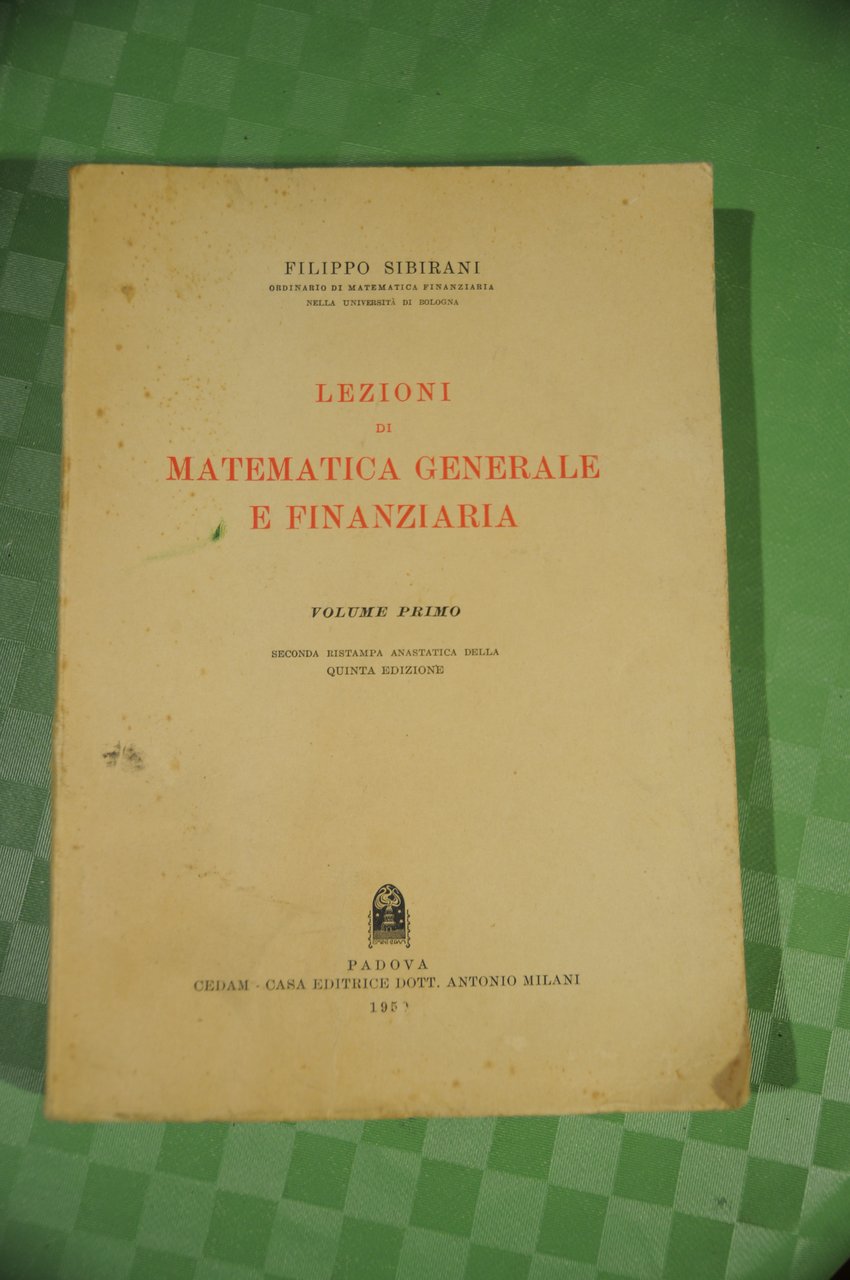 FILIPPO SIBIRANI
ORDINARIO DI MATEMATICA FINANZIARIA
NELLA UNIVERSITÀ DI BOLOGNA
LEZIONI
DI
MATEMATICA GENERALE
E FINANZIARIA
VOLUME PRIMO
SECONDA RISTAMPA ANASTATICA DELLA
QUINTA EDIZIONE
PADOVA
CEDAM · CASA EDITRICE DOTT. ANTONIO MILANI